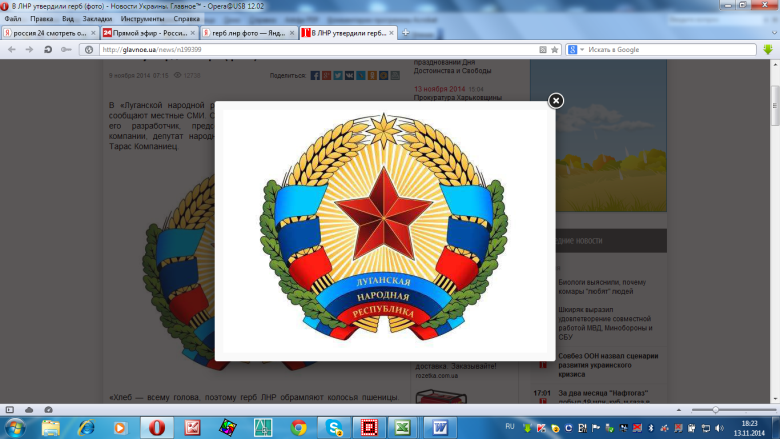 В ЛНР утвердили герб (фото) - Новости Украины. Главное™ - Opera@USB 12.02
Файл Правка Вид Закладки Инструменты Справка
россия 24 смотреть о...
Прямой эфир - Росси...
герб лнр фото — Янд...
В ЛНР утвердили герб...
http://glavnoe.ua/news/n199399
Искать в Google
праздновании Дня
Достоинства и Свободы
6 ноября 2014 07:15
Поделиться:
13 ноября 2014 18:04
Прокуратура Харьковщины
В «Луганской народной
сообщают местные СМИ.
его разработчик,
компании, депутат
Тарас Компаниец.
ЛУГАНСКАЯ
НАРОДНАЯ
РЕСПУБЛИКА
НОВОСТИ
Биологи выяснили, почему
комары "любят" людей
Шкиряк выразил
удовлетворение совместной
работой МВД, Минобороны и
СБУ
Совбез ООН назвал сценарии
развития украинского
кризиса
17:01 За два месяца "Нафтогаз"
доставка. Заказывайте!
rozetka.com.ua
«Хлеб — всему голова, поэтому герб ЛНР обрамляют колосья пшеницы
RU
18:23
13.11.2014